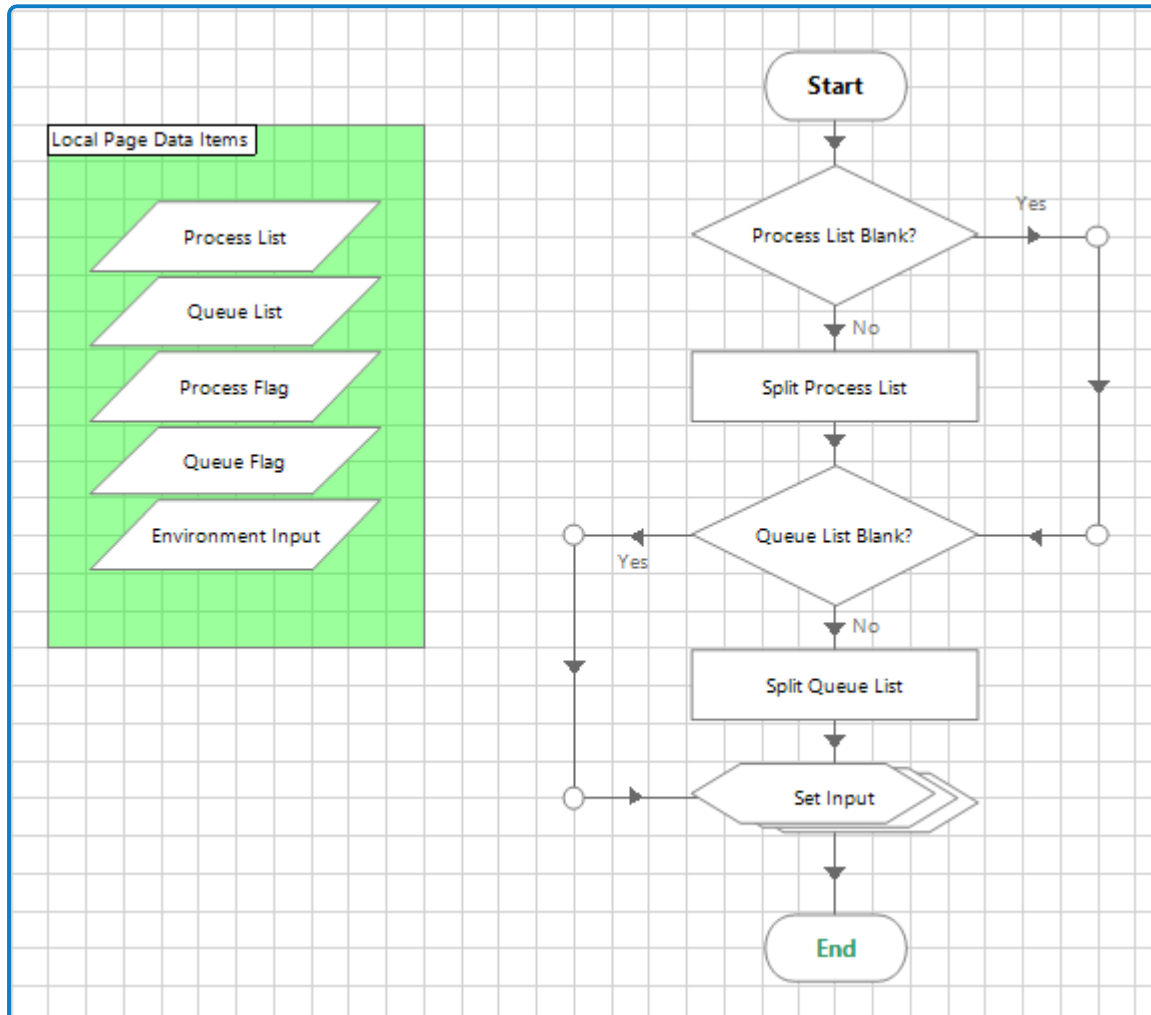 Start
Local Page Data Items
Process List
Queue List
Process Flag
Queue Flag
Environment Input
Process List Blank?
Yes
No
Split Process List
Queue List Blank?
Yes
No
Split Queue List
Set Input
End